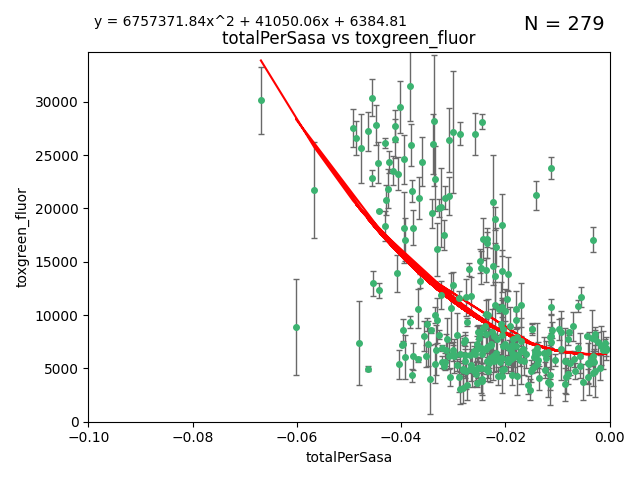 y = 6757371.84x^2 + 41050.06x + 6384.81
N = 279
totalPerSasa vs toxgreen_fluor
30000
25000
20000
15000
10000
5000
0
toxgreen_fluor
−0.10
−0.08
−0.06
−0.04
−0.02
0.00
totalPerSasa